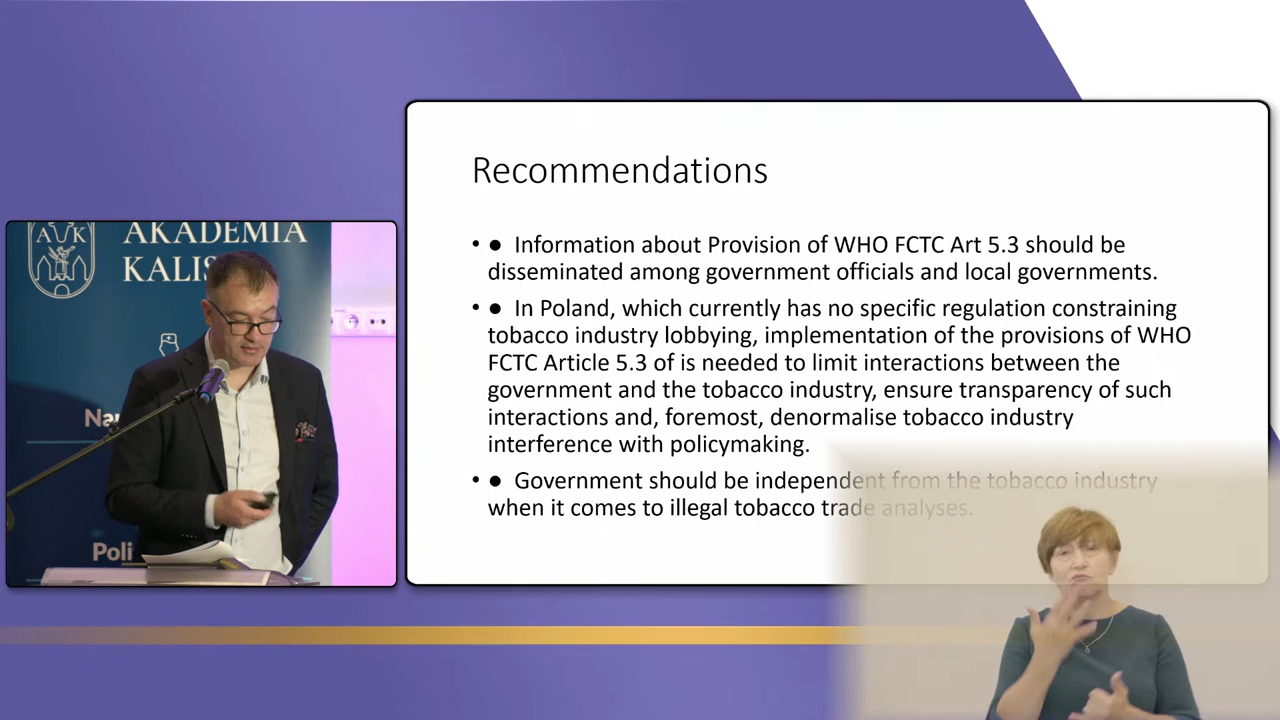 AKADEMIA
KALIS
AK
Na
Poli
Recommendations
• ● Information about Provision of WHO FCTC Art 5.3 should be
disseminated among government officials and local governments.
• ● In Poland, which currently has no specific regulation constraining
tobacco industry lobbying, implementation of the provisions of WHO
FCTC Article 5.3 of is needed to limit interactions between the
government and the tobacco industry, ensure transparency of such
interactions and, foremost, denormalise tobacco industry
interference with policymaking.
• ● Government should be independent from the tobacco industry
when it comes to illegal tobacco trade analyses.